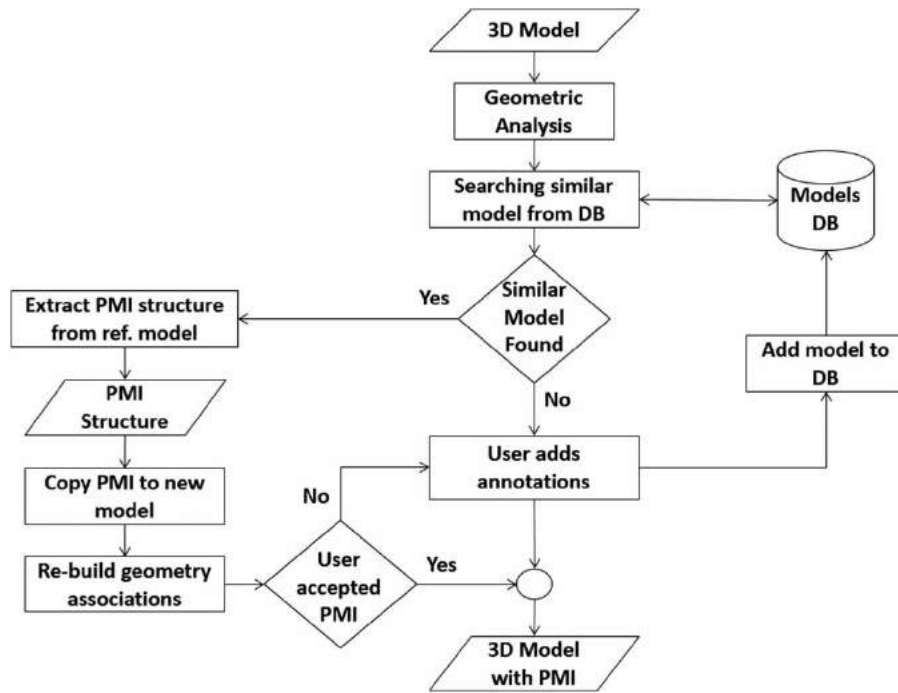 3D Model
Geometric
Analysis
Searching similar
model from DB
Models
DB
Yes
Similar
Model
Found
Extract PMI structure
from ref. model
Add model to
DB
PMI
Structure
No
User adds
annotations
Copy PMI to new
model
No
User
accepted
PMI
Yes
Re-build geometry
associations
3D Model
with PMI